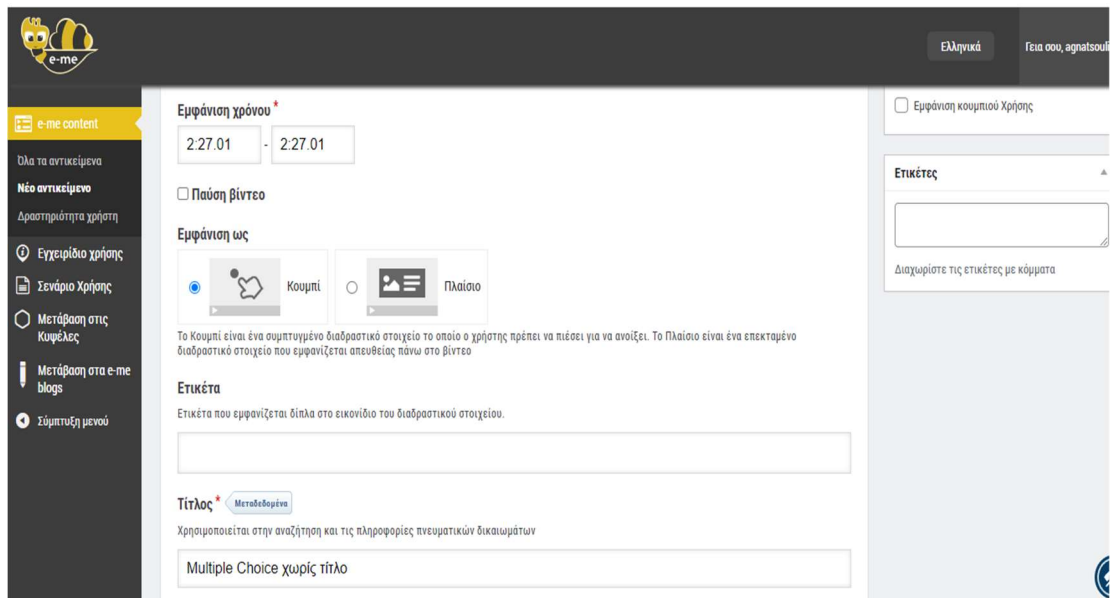 e-me
Ελληνικά
Γεια σου, agnatsouli
e-me content
Όλα τα αντικείμενα
Νέο αντικείμενο
Δραστηριότητα χρήστη
Εγχειρίδιο χρήσης
Σενάριο Χρήσης
Μετάβαση στις
Κυψέλες
Μετάβαση στα e-me
blogs
Σύμπτυξη μενού
Εμφάνιση χρόνου *
2:27.01 - 2:27.01
Παύση βίντεο
Εμφάνιση ως
Κουμπί
Πλαίσιο
Το Κουμπί είναι ένα συμπτυγμένο διαδραστικό στοιχείο το οποίο ο χρήστης πρέπει να πιέσει για να ανοίξει. Το Πλαίσιο είναι ένα επεκταμένο
διαδραστικό στοιχείο που εμφανίζεται απευθείας πάνω στο βίντεο
Ετικέτα
Ετικέτα που εμφανίζεται δίπλα στο εικονίδιο του διαδραστικού στοιχείου.
Τίτλος * Μεταδεδομένα
Χρησιμοποιείται στην αναζήτηση και τις πληροφορίες πνευματικών δικαιωμάτων
Multiple Choice χωρίς τίτλο
Εμφάνιση κουμπιού Χρήσης
Ετικέτες
Διαχωρίστε τις ετικέτες με κόμματα